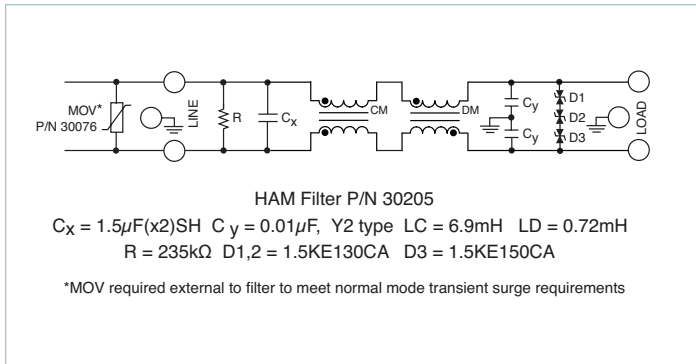 MOV*
P/N 30076
LINE
R
Cx
CM
DM
Cy
Cy
D1
D2
D3
LOAD
HAM Filter P/N 30205
Cx = 1.5µF(x2)SH C y = 0.01µF, Y2 type LC = 6.9mH LD = 0.72mH
R = 235kΩ D1,2 = 1.5KE130CA D3 = 1.5KE150CA
*MOV required external to filter to meet normal mode transient surge requirements